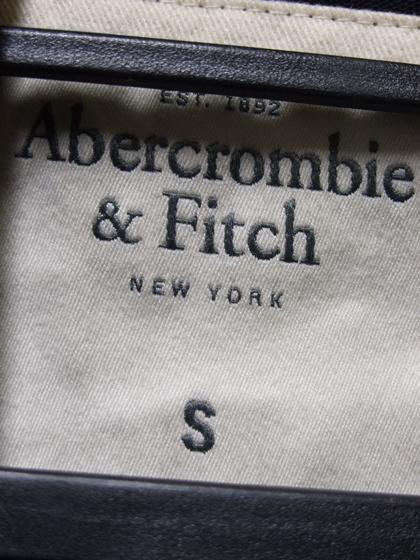 EST. 1892
Abercrombie
& Fitch
NEW YORK
S